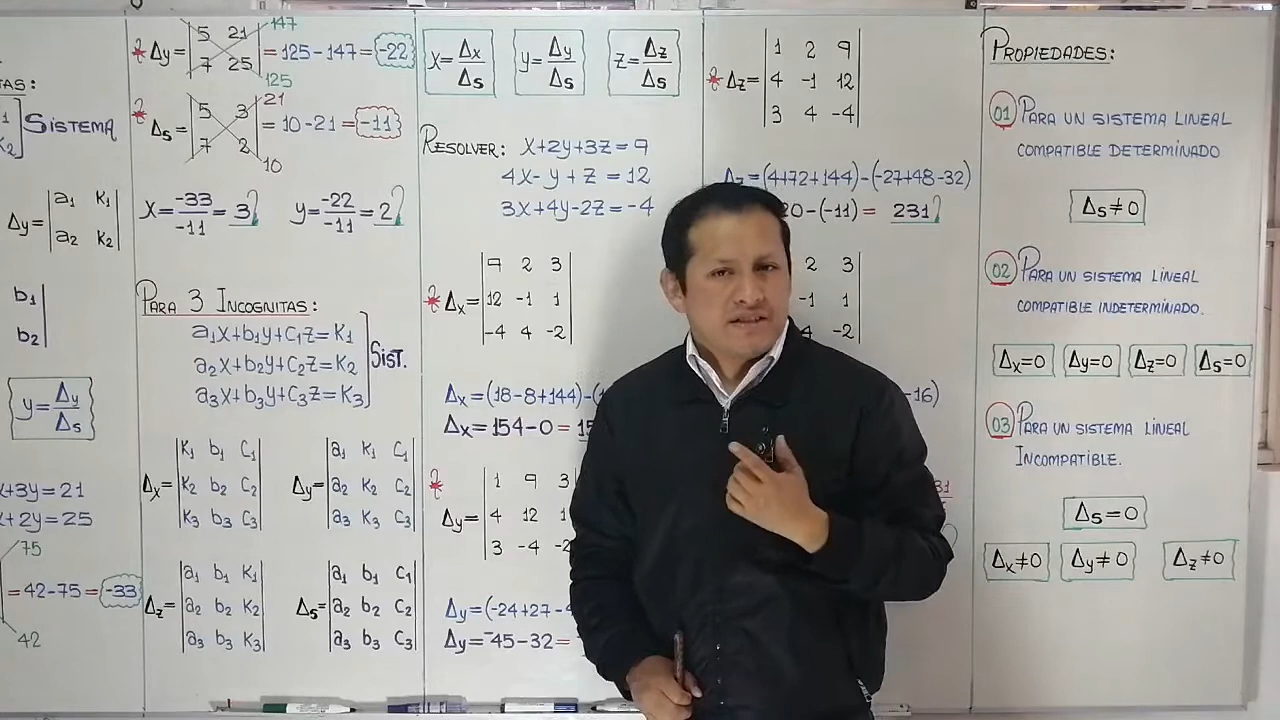 TAS:
K2] SISTEMA
Δy= |a1 K1|
|a2 K2|
b1|
b2|
y=Δy/Δs
x+3y=21
x+2y=25
75
=42-75=-33
42
* Δy= |5 21| 147
|7 25| =125-147=-22
125
* Δs= |5 3| 21
|7 2| =10-21=-11
10
X=-33/-11=3 y=-22/-11=2
PARA 3 INCOGNITAS:
a1x+b1y+c1z=K1
a2x+b2y+c2z=K2 SIST.
a3x+b3y+c3z=K3
Δx= |K1 b1 C1| Δy= |a1 K1 C1|
|K2 b2 C2| |a2 K2 C2|
|K3 b3 C3| |a3 K3 C3|
Δz= |a1 b1 K1| Δs= |a1 b1 C1|
|a2 b2 K2| |a2 b2 C2|
|a3 b3 K3| |a3 b3 C3|
X=Δx/Δs y=Δy/Δs z=Δz/Δs
RESOLVER: x+2y+3z=9
4x-y+z=12
3x+4y-2z=-4
* Δx= |9 2 3|
|12 -1 1|
|-4 4 -2|
Δx=(18-8+144)-(
Δx=154-0=15
* Δy= |1 9 3|
|4 12 1|
|3 -4 -2|
Δy=(-24+27-4
Δy=-45-32=
* Δz= |1 2 9|
|4 -1 12|
|3 4 -4|
Δz=(4+72+144)-(-27+48-32)
20-(-11)= 231
2 3|
-1 1|
4 -2|
-16)
31
PROPIEDADES:
01 PARA UN SISTEMA LINEAL
COMPATIBLE DETERMINADO
Δs≠0
02 PARA UN SISTEMA LINEAL
COMPATIBLE INDETERMINADO.
Δx=0 Δy=0 Δz=0 Δs=0
03 PARA UN SISTEMA LINEAL
INCOMPATIBLE.
Δs=0
Δx≠0 Δy≠0 Δz≠0